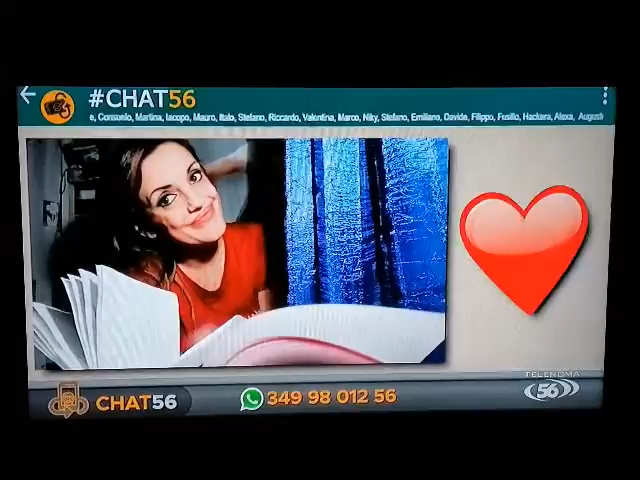 #CHAT56
e, Consuelo, Martina, Iacopo, Mauro, Italo, Stefano, Riccardo, Valentina, Marco, Niky, Stefano, Emiliano, Davide, Filippo, Fusillo, Hackera, Alexa, August
TELEROMA
56
CHAT56
349 98 012 56